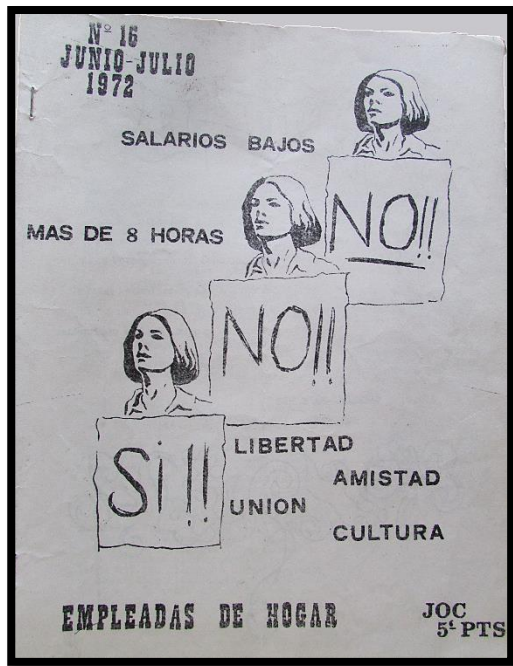 Nº 16
JUNIO-JULIO
1972
SALARIOS BAJOS
NO!!
MAS DE 8 HORAS
NO!!
Si!!
LIBERTAD
AMISTAD
UNION
CULTURA
EMPLEADAS DE HOGAR
JOC
5 PTS